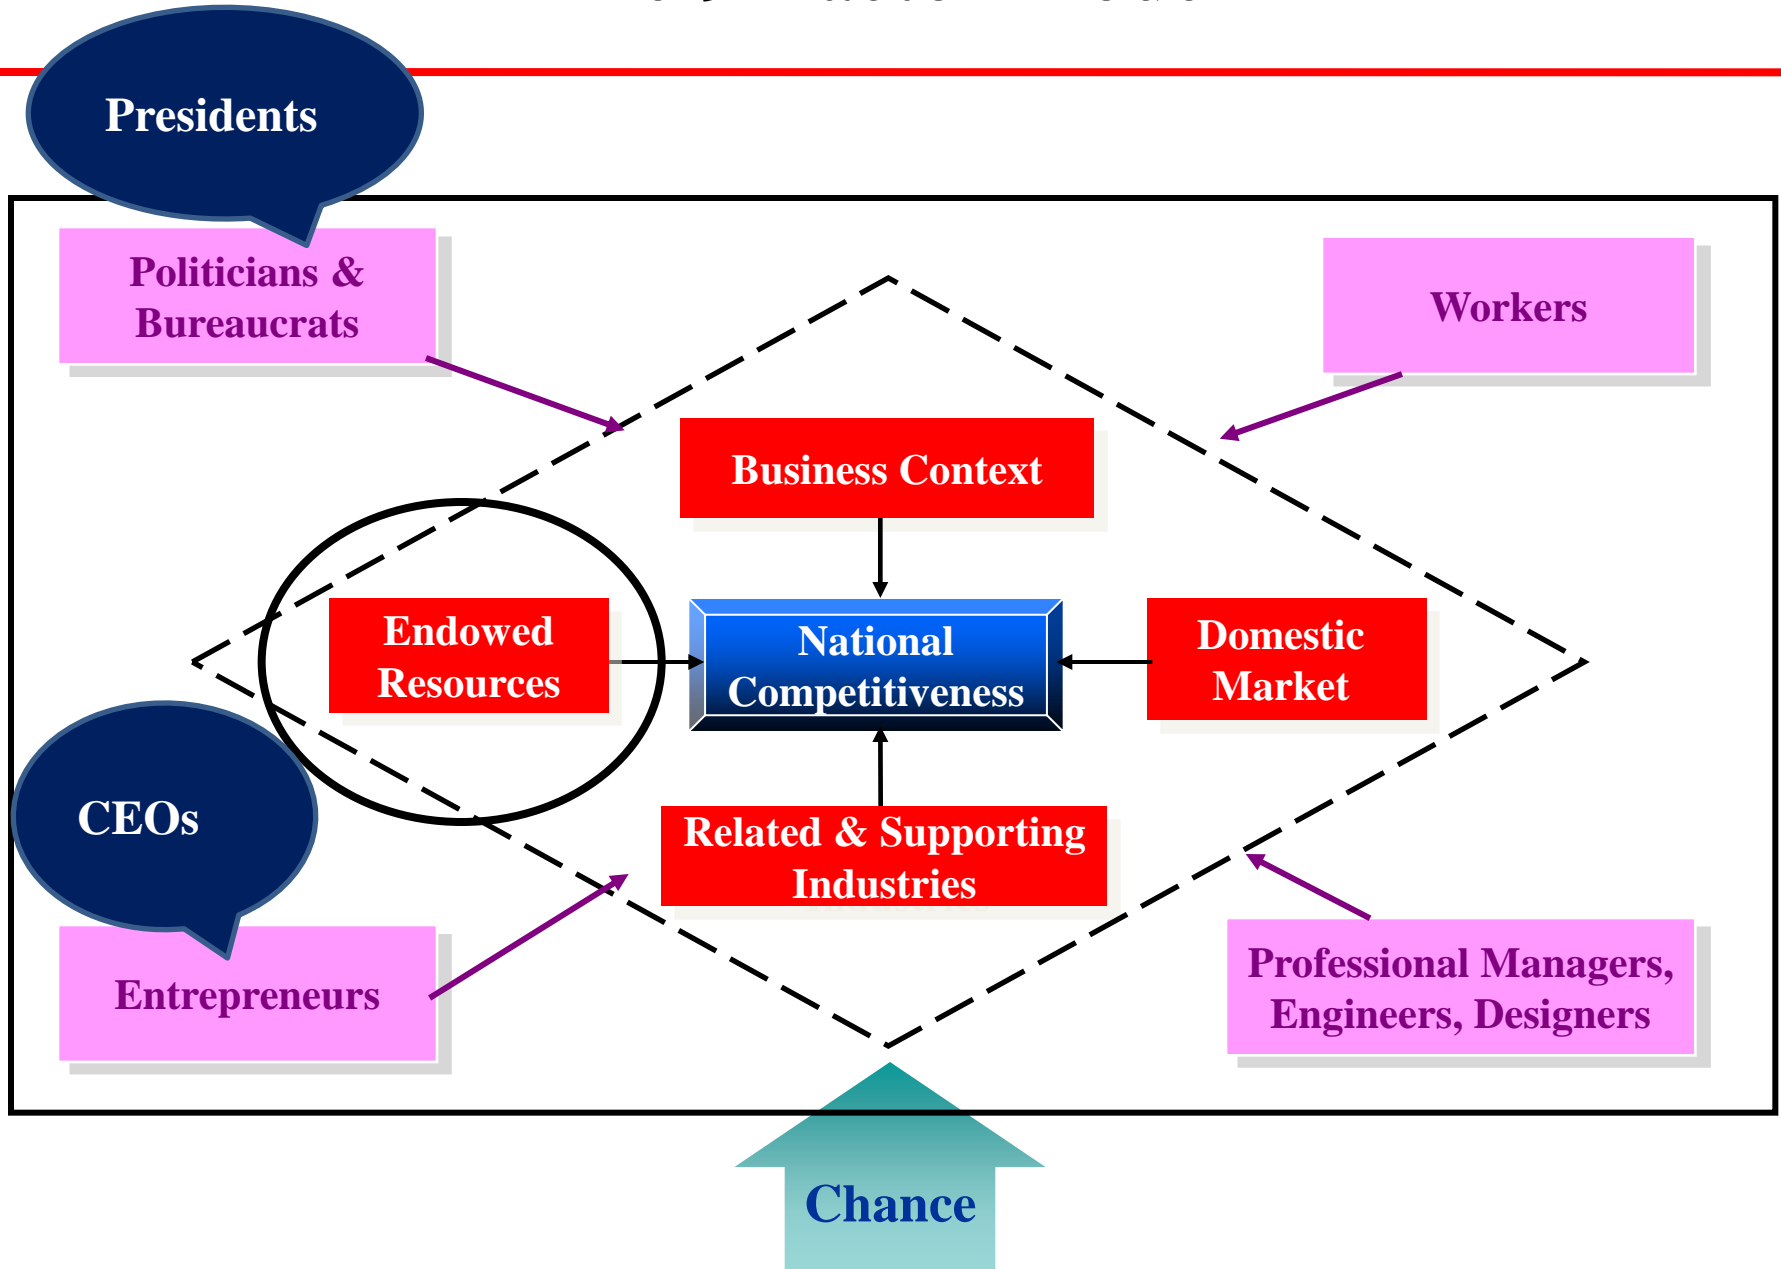 Presidents
Politicians &
Bureaucrats
Workers
Business Context
Endowed
Resources
National
Competitiveness
Domestic
Market
CEOs
Related & Supporting
Industries
Entrepreneurs
Professional Managers,
Engineers, Designers
Chance